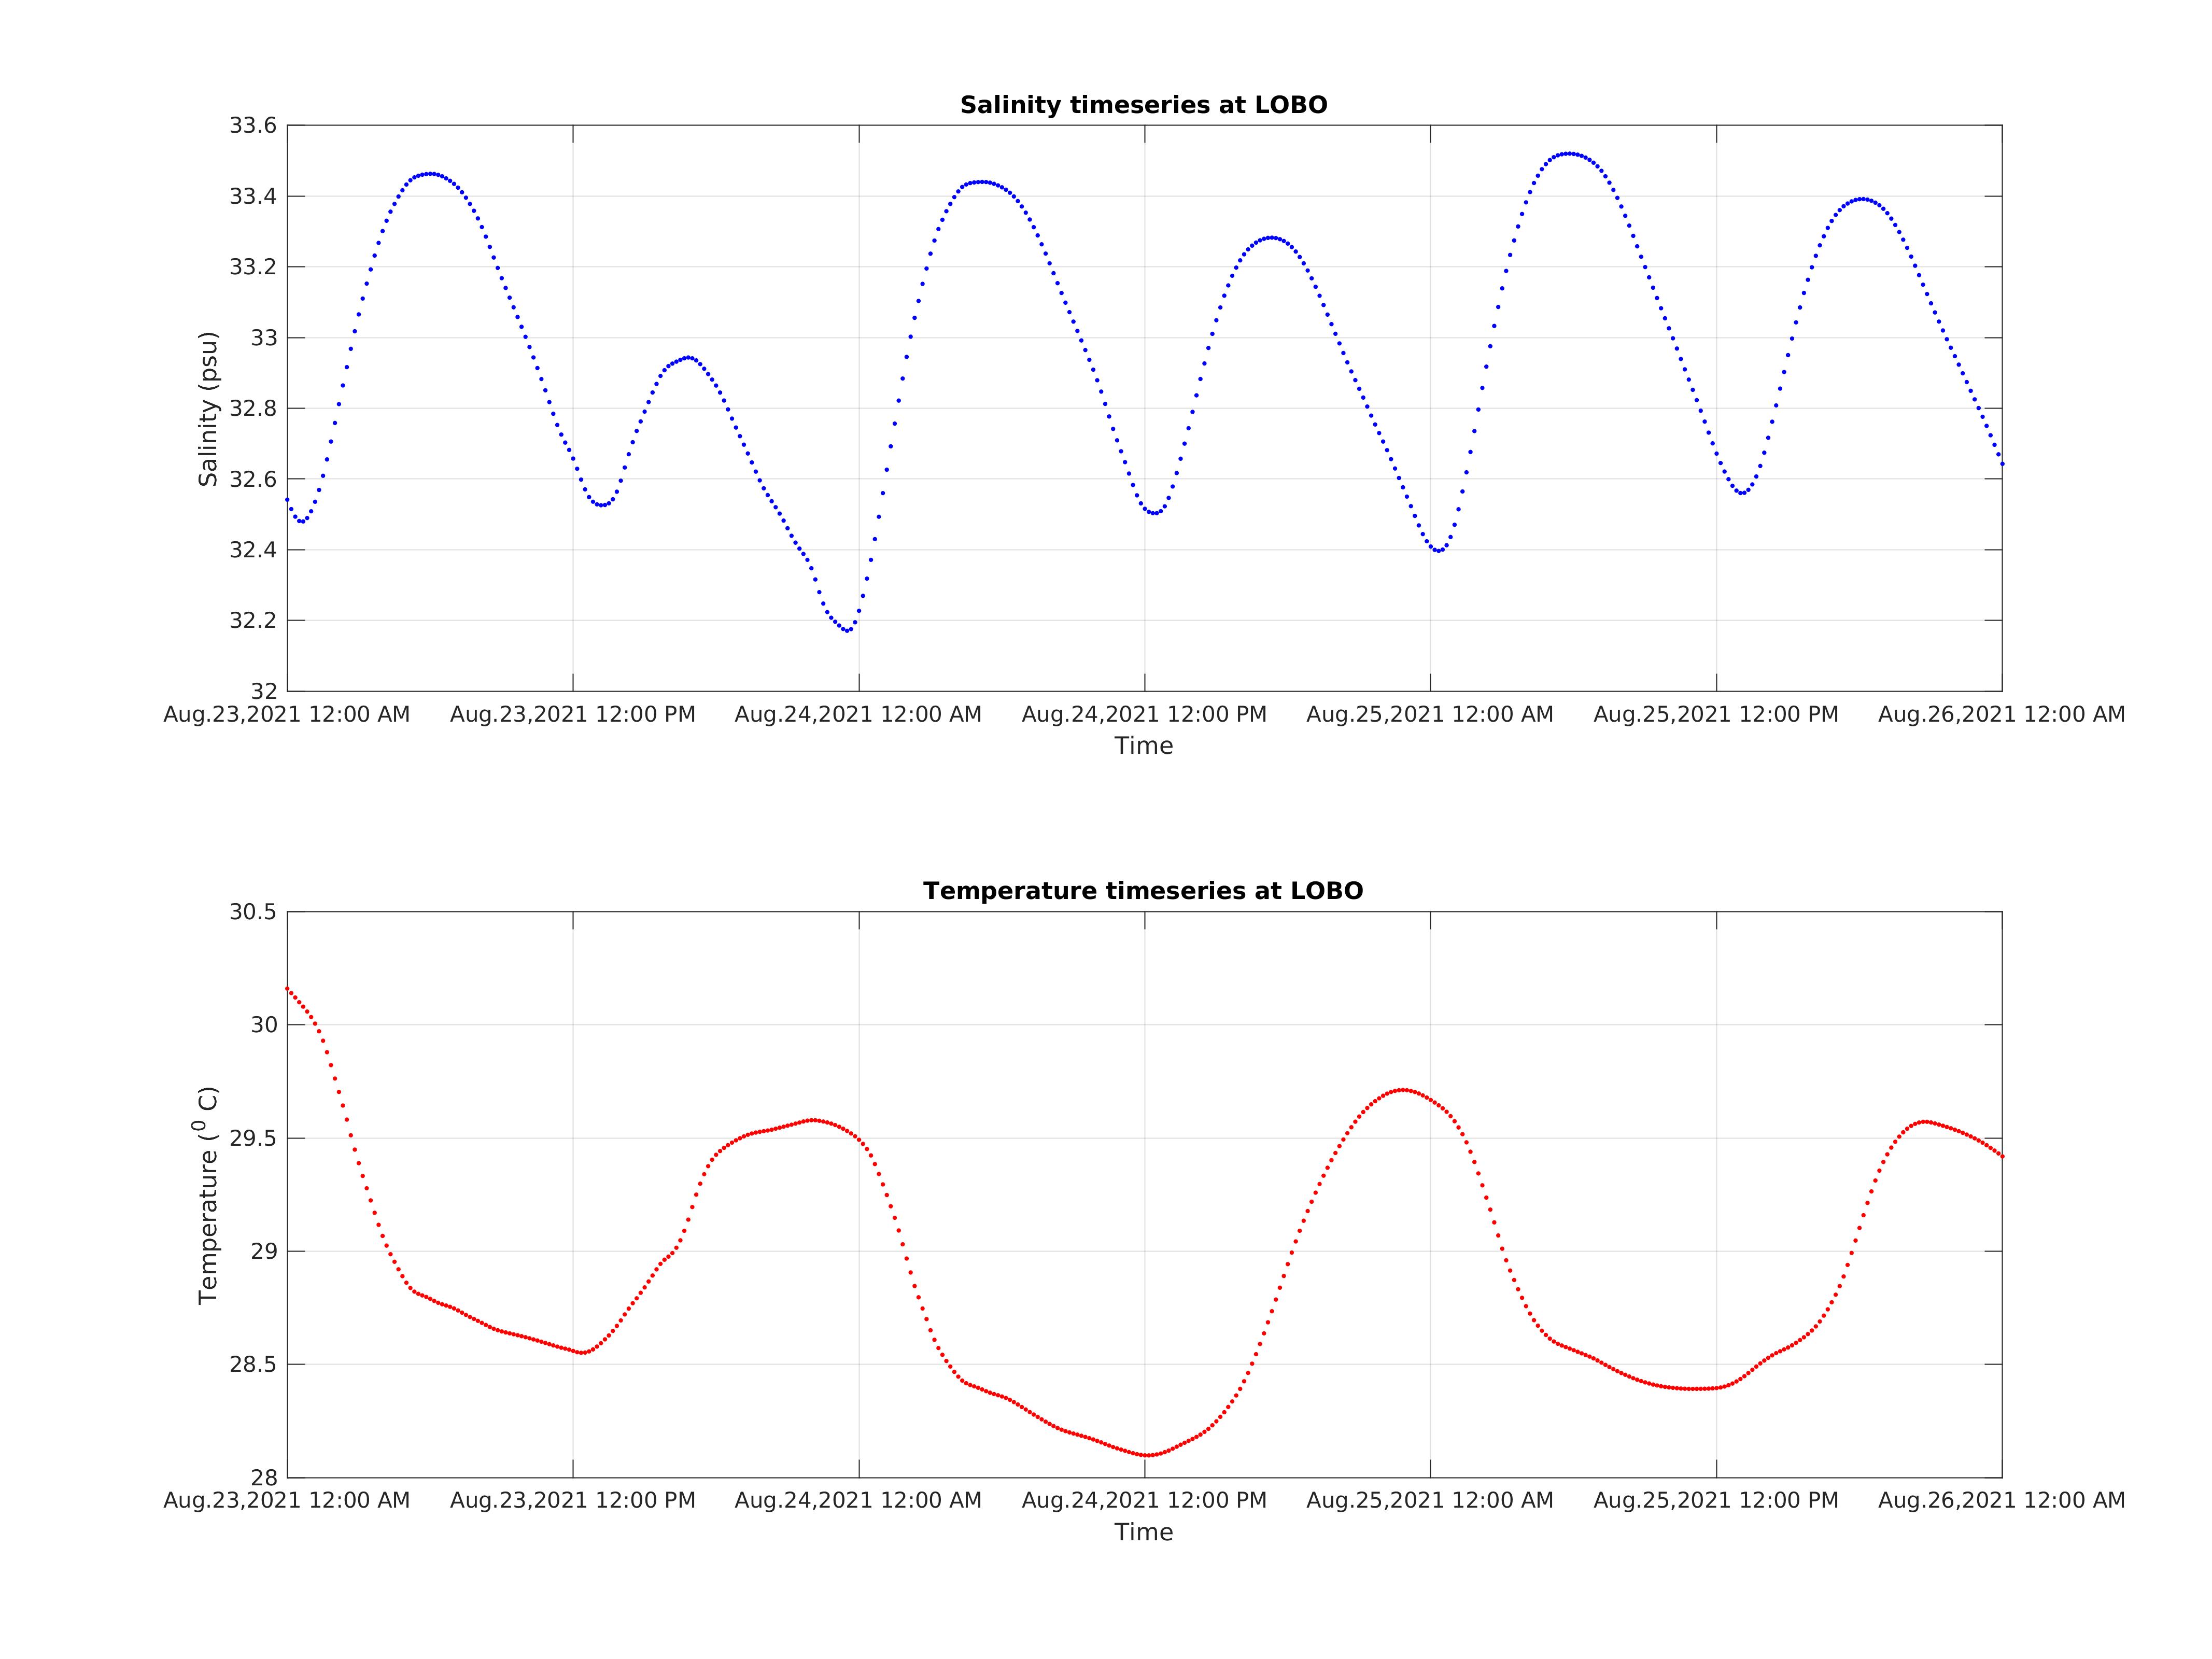 Salinity timeseries at LOBO
33.6
33.4
33.2
33
32.8
32.6
32.4
32.2
32
Salinity (psu)
Aug.23,2021 12:00 AM Aug.23,2021 12:00 PM Aug.24,2021 12:00 AM Aug.24,2021 12:00 PM Aug.25,2021 12:00 AM Aug.25,2021 12:00 PM Aug.26,2021 12:00 AM
Time
Temperature timeseries at LOBO
30.5
30
29.5
29
28.5
28
Temperature (⁰ C)
Aug.23,2021 12:00 AM Aug.23,2021 12:00 PM Aug.24,2021 12:00 AM Aug.24,2021 12:00 PM Aug.25,2021 12:00 AM Aug.25,2021 12:00 PM Aug.26,2021 12:00 AM
Time